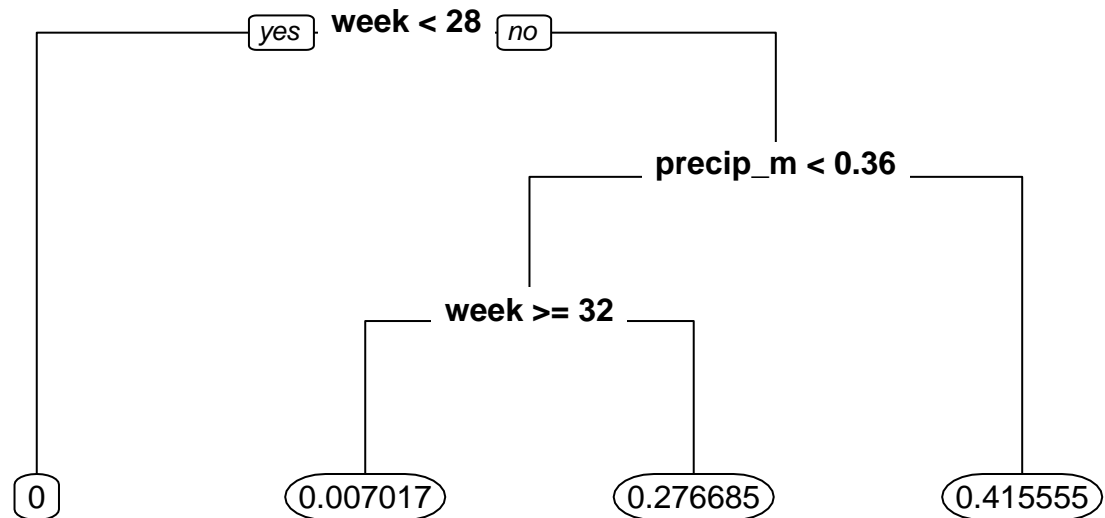 yes week < 28 no
precip_m < 0.36
week >= 32
0 0.007017 0.276685 0.415555